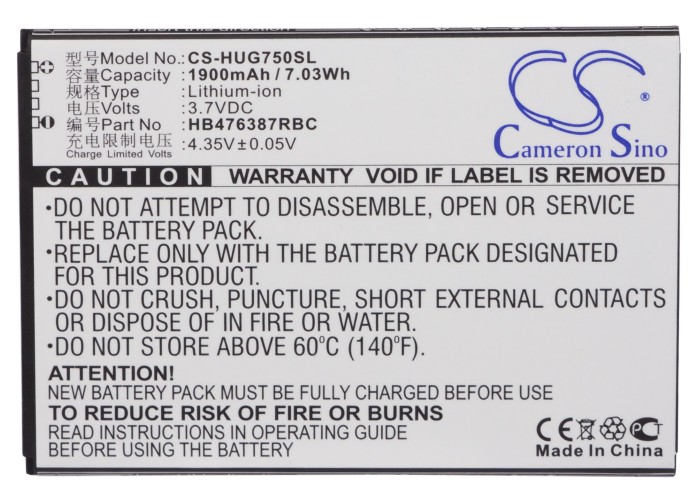 型号Model No.:CS-HUG750SL
容量Capacity :1900mAh / 7.03Wh
类型Type :Lithium-ion
电压Volts :3.7VDC
编号Part No :HB476387RBC
充电限制电压 :4.35V±0.05V
Charge Limited Volts
CS ®
Cameron Sino
CAUTION WARRANTY VOID IF LABEL IS REMOVED
•DO NOT ATTEMPT TO DISASSEMBLE, OPEN OR SERVICE
THE BATTERY PACK.
•REPLACE ONLY WITH THE BATTERY PACK DESIGNATED
FOR THIS PRODUCT.
•DO NOT CRUSH, PUNCTURE, SHORT EXTERNAL CONTACTS
OR DISPOSE OF IN FIRE OR WATER.
•DO NOT STORE ABOVE 60°C (140°F).
ATTENTION:
NEW BATTERY PACK MUST BE FULLY CHARGED BEFORE USE
TO REDUCE RISK OF FIRE OR BURNS
READ INSTRUCTIONS IN OPERATING GUIDE
BEFORE USING BATTERY
CE PCT
Made In China